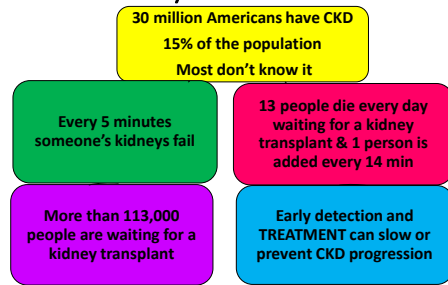 30 million Americans have CKD
15% of the population
Most don't know it
Every 5 minutes
someone's kidneys fail
13 people die every day
waiting for a kidney
transplant & 1 person is
added every 14 min
More than 113,000
people are waiting for a
kidney transplant
Early detection and
TREATMENT can slow or
prevent CKD progression